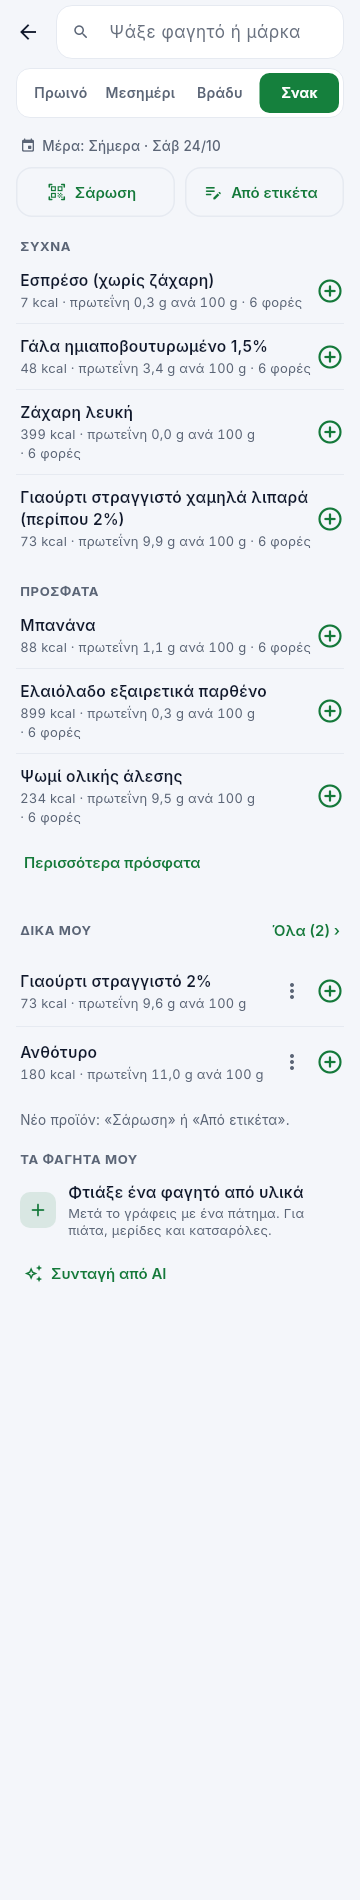 Ψάξε φαγητό ή μάρκα
Πρωινό Μεσημέρι Βράδυ Σνακ
Μέρα: Σήμερα · Σάβ 24/10
Σάρωση Από ετικέτα
ΣΥΧΝΑ
Εσπρέσο (χωρίς ζάχαρη)
7 kcal · πρωτεΐνη 0,3 g ανά 100 g · 6 φορές
Γάλα ημιαποβουτυρωμένο 1,5%
48 kcal · πρωτεΐνη 3,4 g ανά 100 g · 6 φορές
Ζάχαρη λευκή
399 kcal · πρωτεΐνη 0,0 g ανά 100 g
· 6 φορές
Γιαούρτι στραγγιστό χαμηλά λιπαρά
(περίπου 2%)
73 kcal · πρωτεΐνη 9,9 g ανά 100 g · 6 φορές
ΠΡΟΣΦΑΤΑ
Μπανάνα
88 kcal · πρωτεΐνη 1,1 g ανά 100 g · 6 φορές
Ελαιόλαδο εξαιρετικά παρθένο
899 kcal · πρωτεΐνη 0,3 g ανά 100 g
· 6 φορές
Ψωμί ολικής άλεσης
234 kcal · πρωτεΐνη 9,5 g ανά 100 g
· 6 φορές
Περισσότερα πρόσφατα
ΔΙΚΑ ΜΟΥ Όλα (2) ›
Γιαούρτι στραγγιστό 2%
73 kcal · πρωτεΐνη 9,6 g ανά 100 g
Ανθότυρο
180 kcal · πρωτεΐνη 11,0 g ανά 100 g
Νέο προϊόν: «Σάρωση» ή «Από ετικέτα».
ΤΑ ΦΑΓΗΤΑ ΜΟΥ
Φτιάξε ένα φαγητό από υλικά
Μετά το γράφεις με ένα πάτημα. Για
πιάτα, μερίδες και κατσαρόλες.
Συνταγή από AI